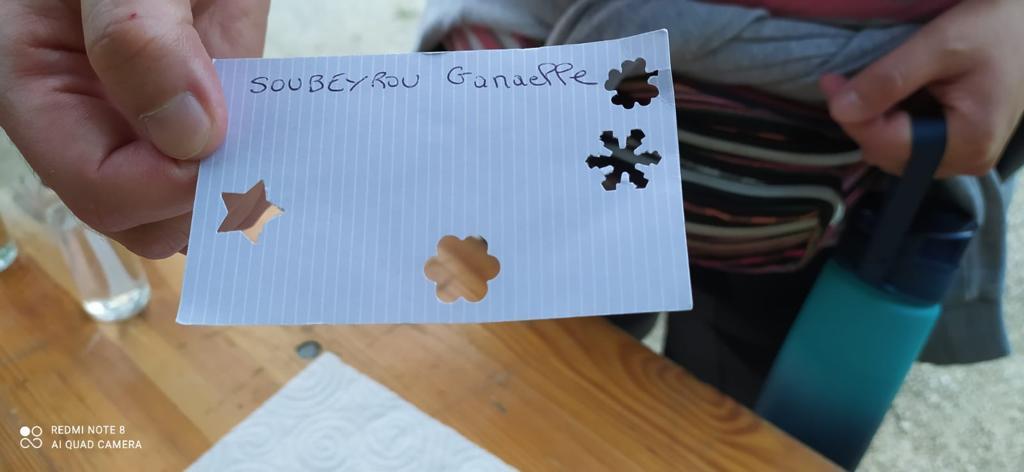 SOUBEYROU Ganaelle
REDMI NOTE 8
AI QUAD CAMERA